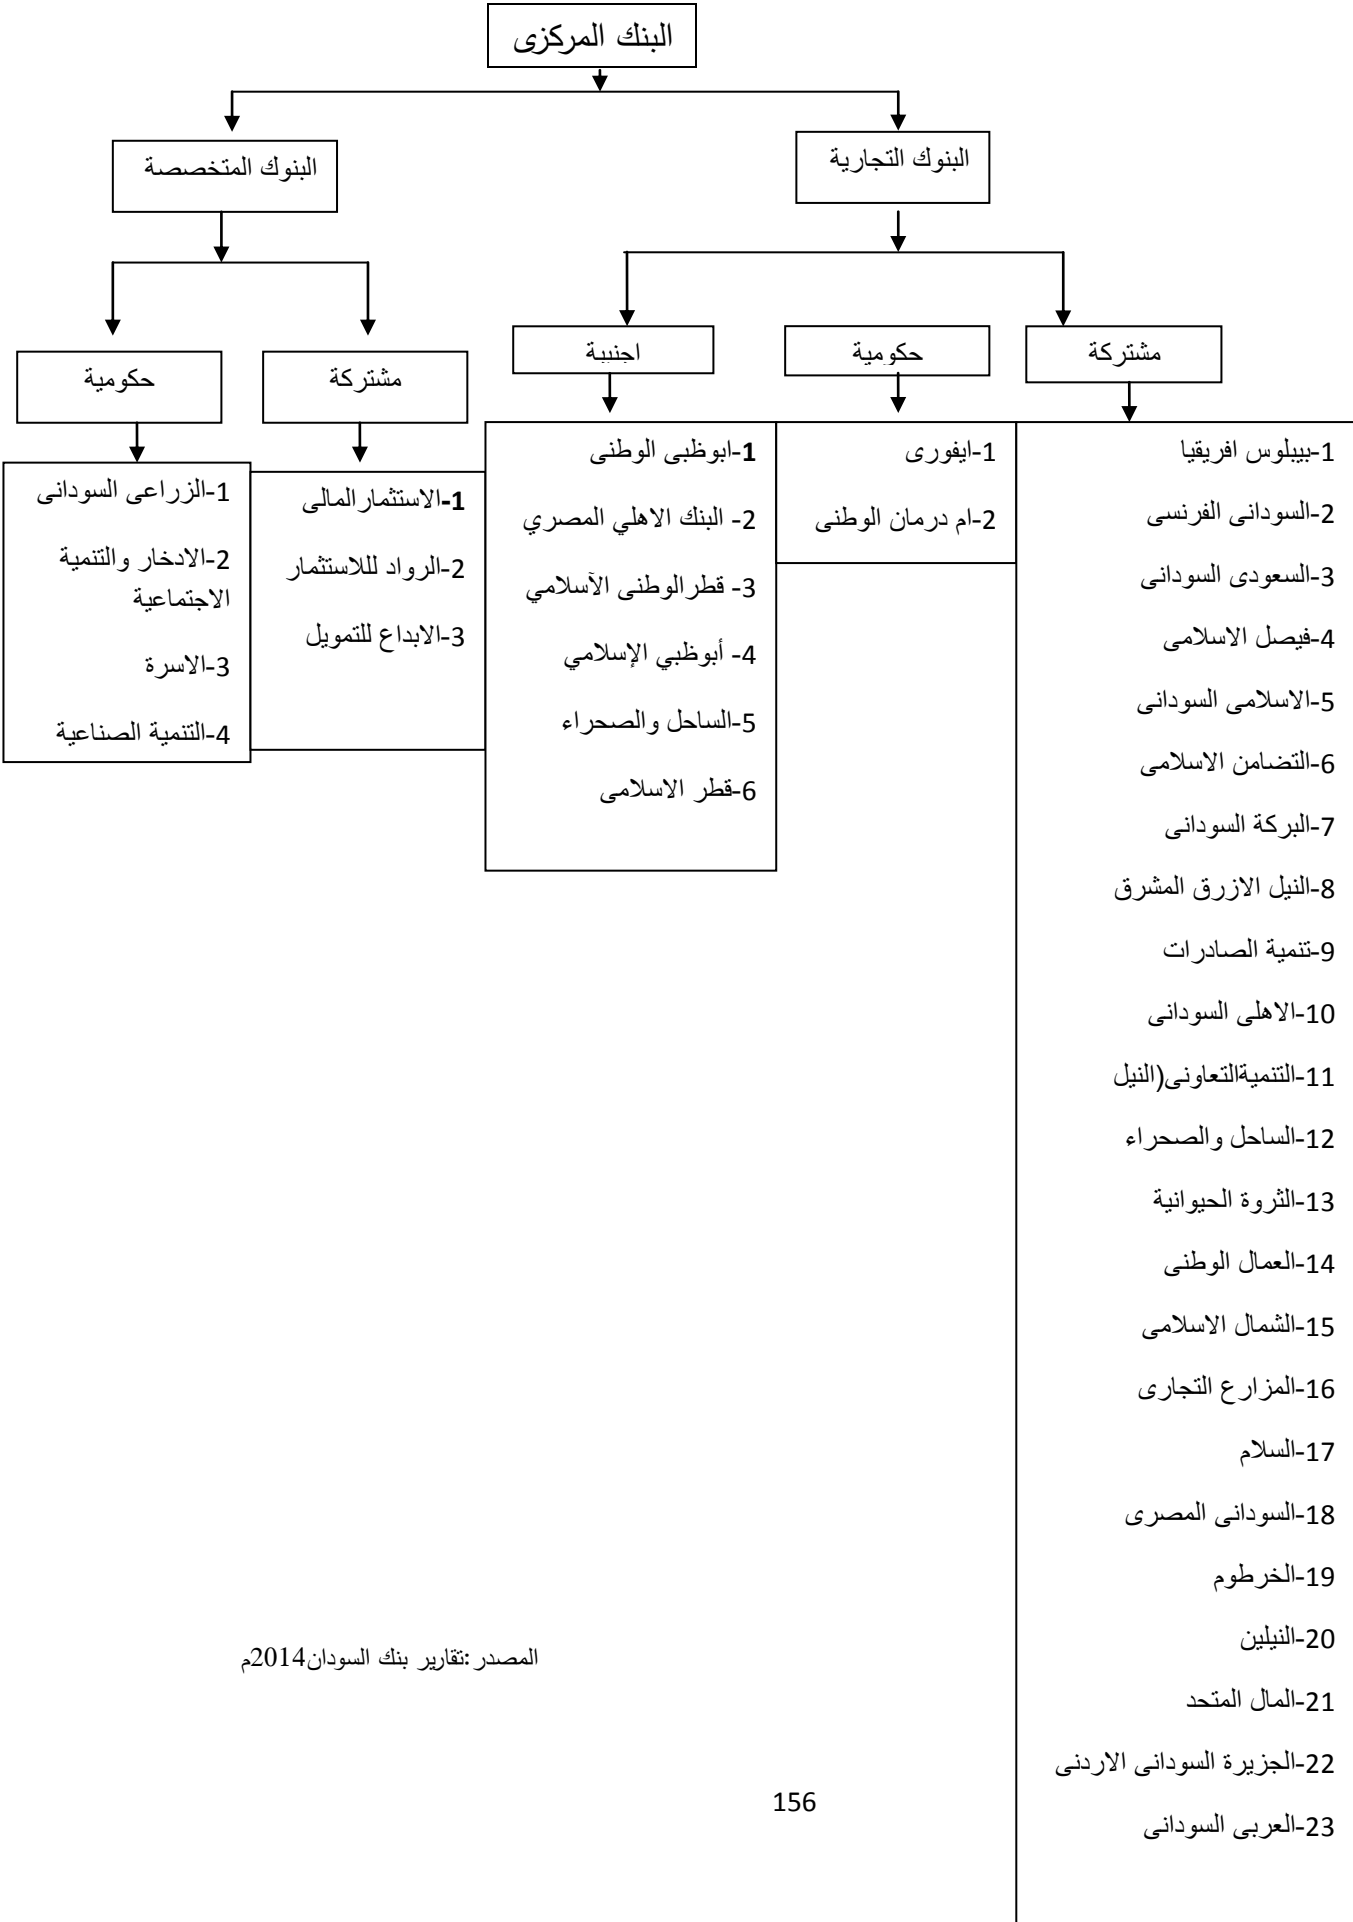 البنك المركزى
البنوك التجارية
البنوك المتخصصة
مشتركة
حكومية
اجنبية
مشتركة
حكومية
1-بيبلوس افريقيا
2-السودانى الفرنسى
3-السعودى السودانى
4-فيصل الاسلامى
5-الاسلامى السودانى
6-التضامن الاسلامى
7-البركة السودانى
8-النيل الازرق المشرق
9-تنمية الصادرات
10-الاهلى السودانى
11-التنميةالتعاونى(النيل
12-الساحل والصحراء
13-الثروة الحيوانية
14-العمال الوطنى
15-الشمال الاسلامى
16-المزارع التجارى
17-السلام
18-السودانى المصرى
19-الخرطوم
20-النيلين
21-المال المتحد
22-الجزيرة السودانى الاردنى
23-العربى السودانى
1-ايفورى
2-ام درمان الوطنى
1-ابوظبى الوطنى
2- البنك الاهلي المصري
3- قطرالوطنى الآسلامي
4- أبوظبي الإسلامي
5-الساحل والصحراء
6-قطر الاسلامى
1-الاستثمارالمالى
2-الرواد للاستثمار
3-الابداع للتمويل
1-الزراعى السودانى
2-الادخار والتنمية
الاجتماعية
3-الاسرة
4-التنمية الصناعية
المصدر:تقارير بنك السودان2014م
156